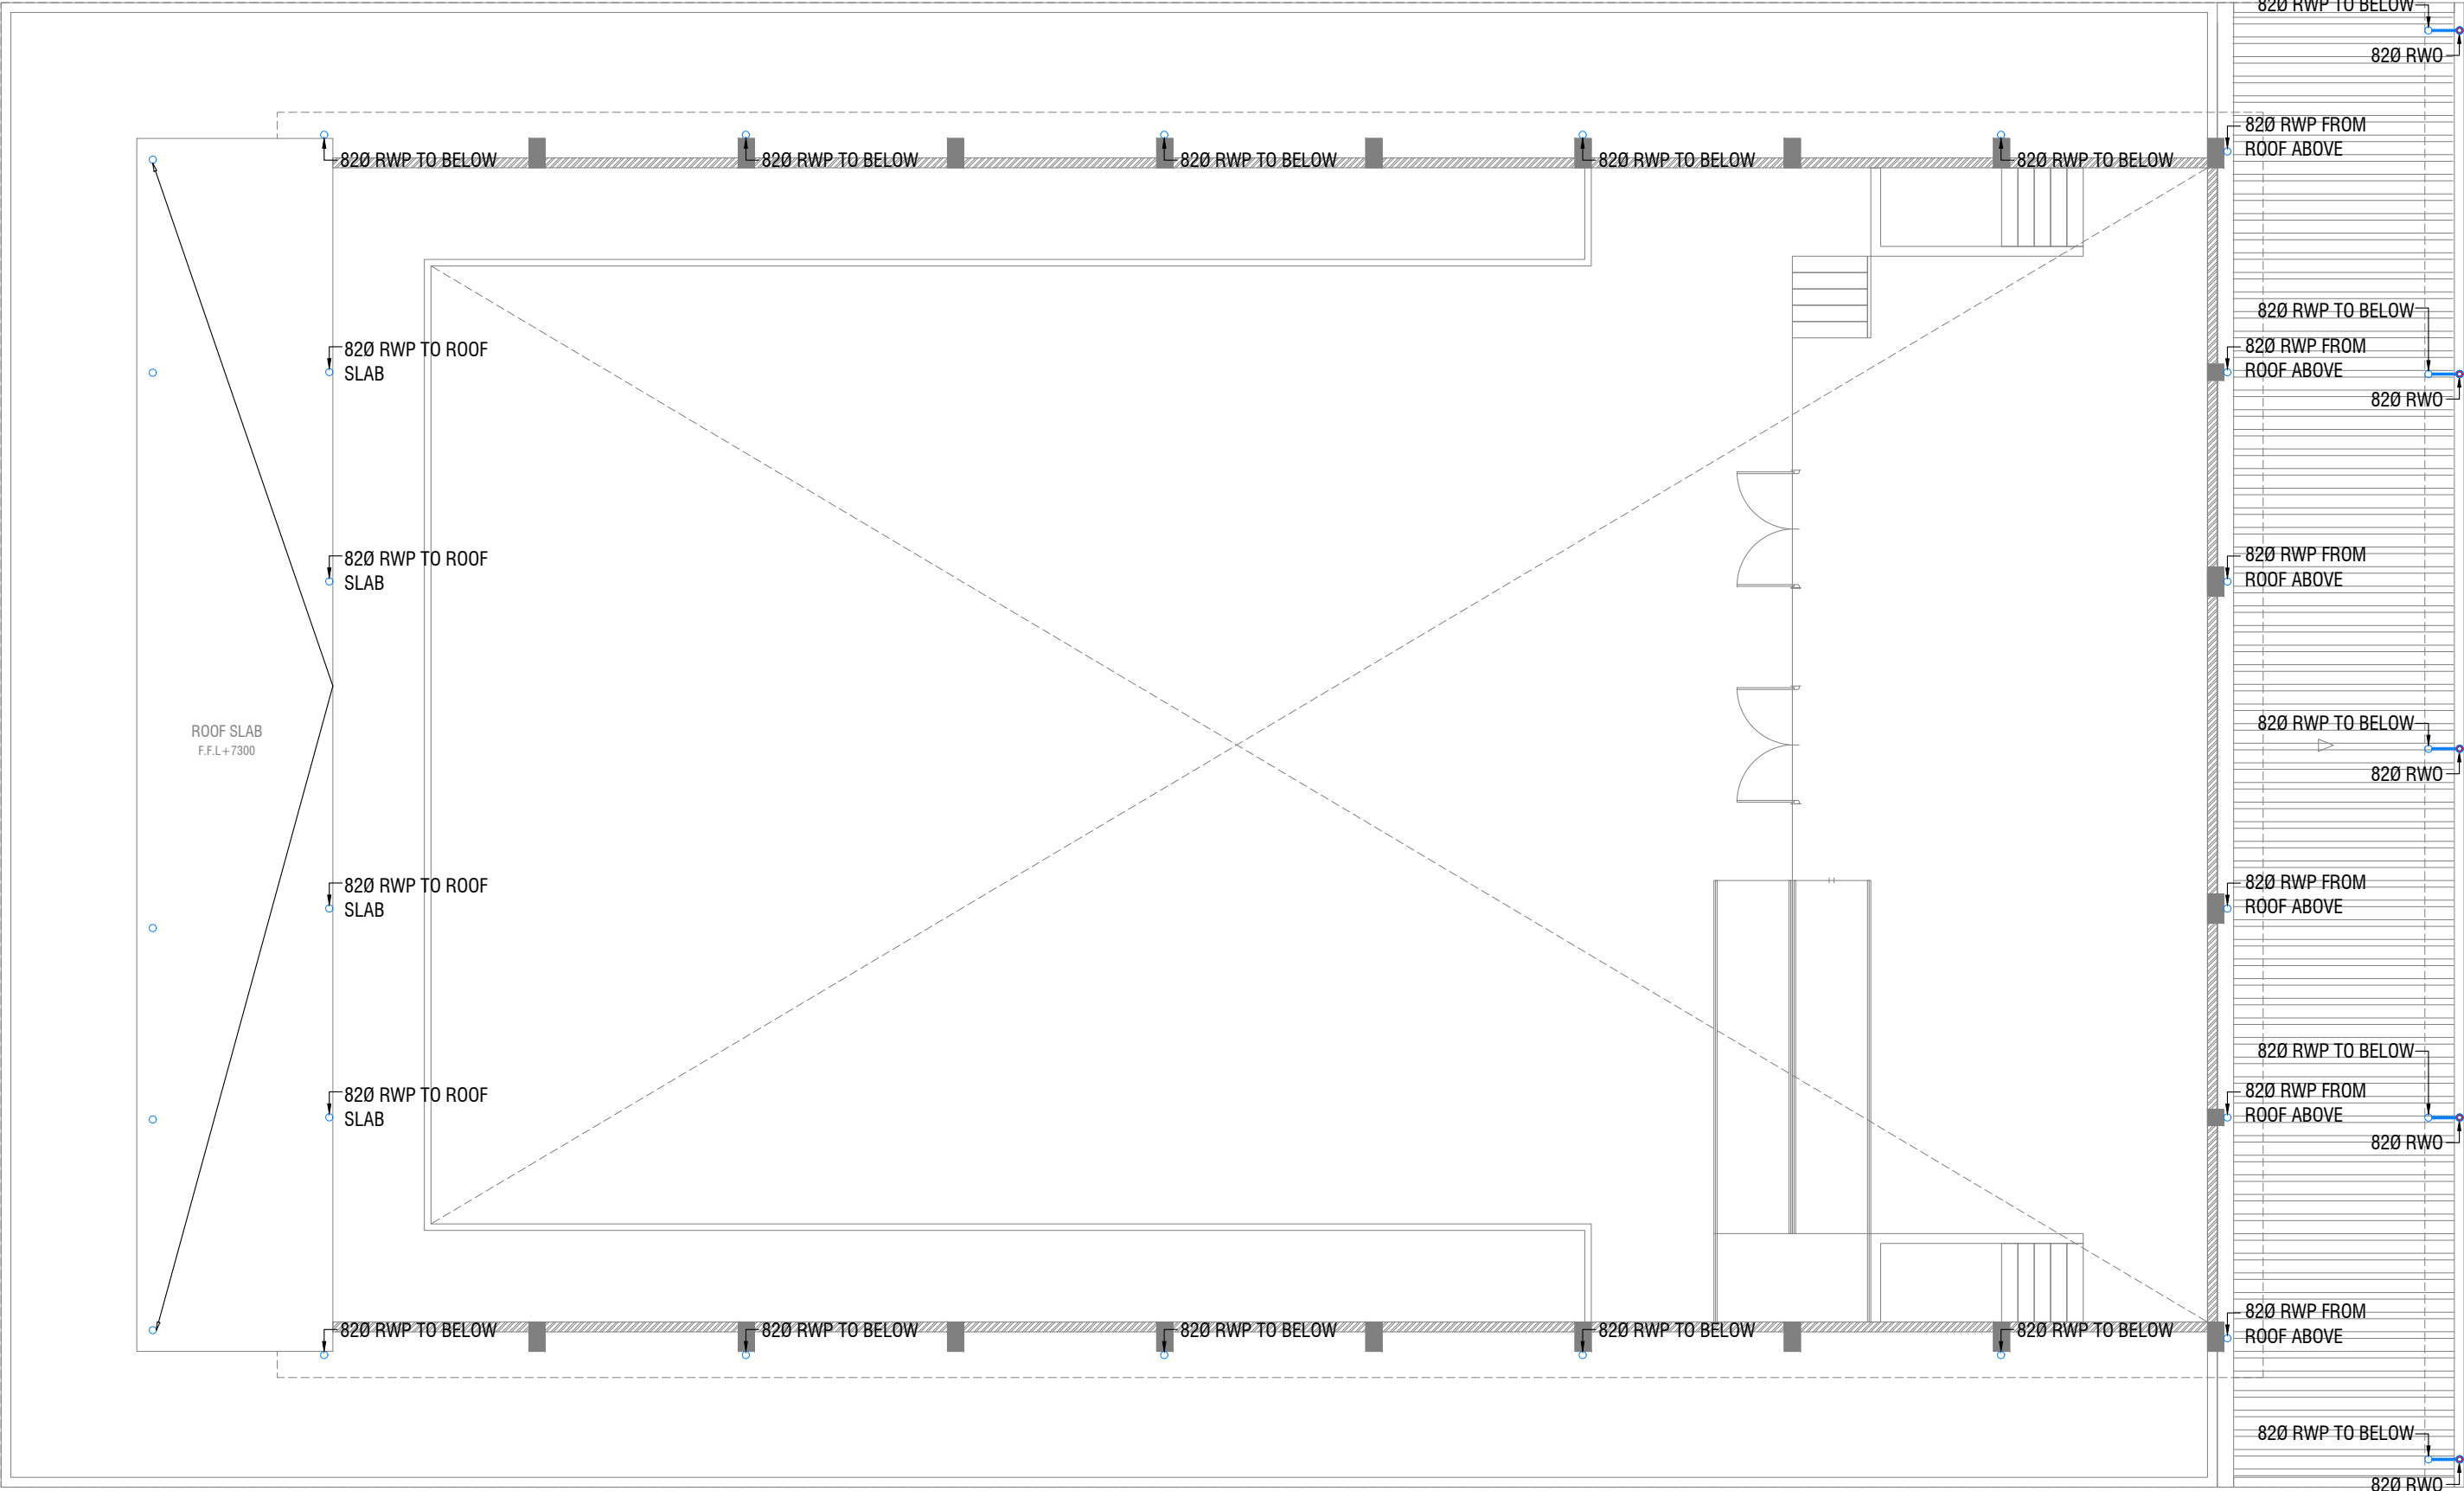 82Ø RWP TO BELOW
82Ø RWO
82Ø RWP FROM
ROOF ABOVE
82Ø RWP TO BELOW
82Ø RWP TO BELOW
82Ø RWP TO BELOW
82Ø RWP TO BELOW
82Ø RWP TO BELOW
82Ø RWP TO BELOW
82Ø RWP TO ROOF
SLAB
82Ø RWP FROM
ROOF ABOVE
82Ø RWO
82Ø RWP TO ROOF
SLAB
82Ø RWP FROM
ROOF ABOVE
ROOF SLAB
F.F.L+7300
82Ø RWP TO BELOW
82Ø RWO
82Ø RWP TO ROOF
SLAB
82Ø RWP FROM
ROOF ABOVE
82Ø RWP TO BELOW
82Ø RWP TO ROOF
SLAB
82Ø RWP FROM
ROOF ABOVE
82Ø RWO
82Ø RWP FROM
ROOF ABOVE
82Ø RWP TO BELOW
82Ø RWP TO BELOW
82Ø RWP TO BELOW
82Ø RWP TO BELOW
82Ø RWP TO BELOW
82Ø RWP TO BELOW
82Ø RWO